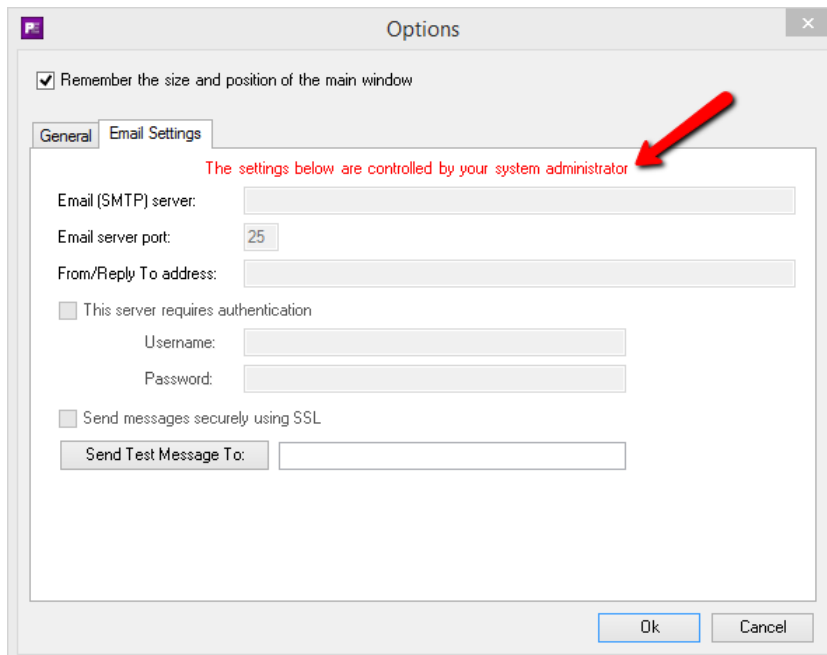 PE
Options
Remember the size and position of the main window
General
Email Settings
The settings below are controlled by your system administrator
Email (SMTP) server:
Email server port:
25
From/Reply To address:
This server requires authentication
Username:
Password:
Send messages securely using SSL
Send Test Message To:
Ok
Cancel